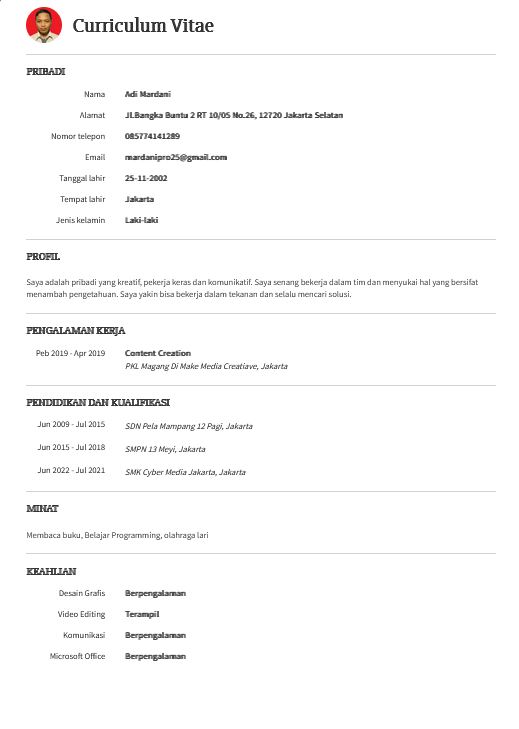 Curriculum Vitae
PRIBADI
Nama Adi Mardani
Alamat Jl.Bangka Buntu 2 RT 10/05 No.26, 12720 Jakarta Selatan
Nomor telepon 085774141289
Email mardanipro25@gmail.com
Tanggal lahir 25-11-2002
Tempat lahir Jakarta
Jenis kelamin Laki-laki
PROFIL
Saya adalah pribadi yang kreatif, pekerja keras dan komunikatif. Saya senang bekerja dalam tim dan menyukai hal yang bersifat
menambah pengetahuan. Saya yakin bisa bekerja dalam tekanan dan selalu mencari solusi.
PENGALAMAN KERJA
Peb 2019 - Apr 2019 Content Creation
PKL Magang Di Make Media Creatiave, Jakarta
PENDIDIKAN DAN KUALIFIKASI
Jun 2009 - Jul 2015 SDN Pela Mampang 12 Pagi, Jakarta
Jun 2015 - Jul 2018 SMPN 13 Meyi, Jakarta
Jun 2022 - Jul 2021 SMK Cyber Media Jakarta, Jakarta
MINAT
Membaca buku, Belajar Programming, olahraga lari
KEAHLIAN
Desain Grafis Berpengalaman
Video Editing Terampil
Komunikasi Berpengalaman
Microsoft Office Berpengalaman